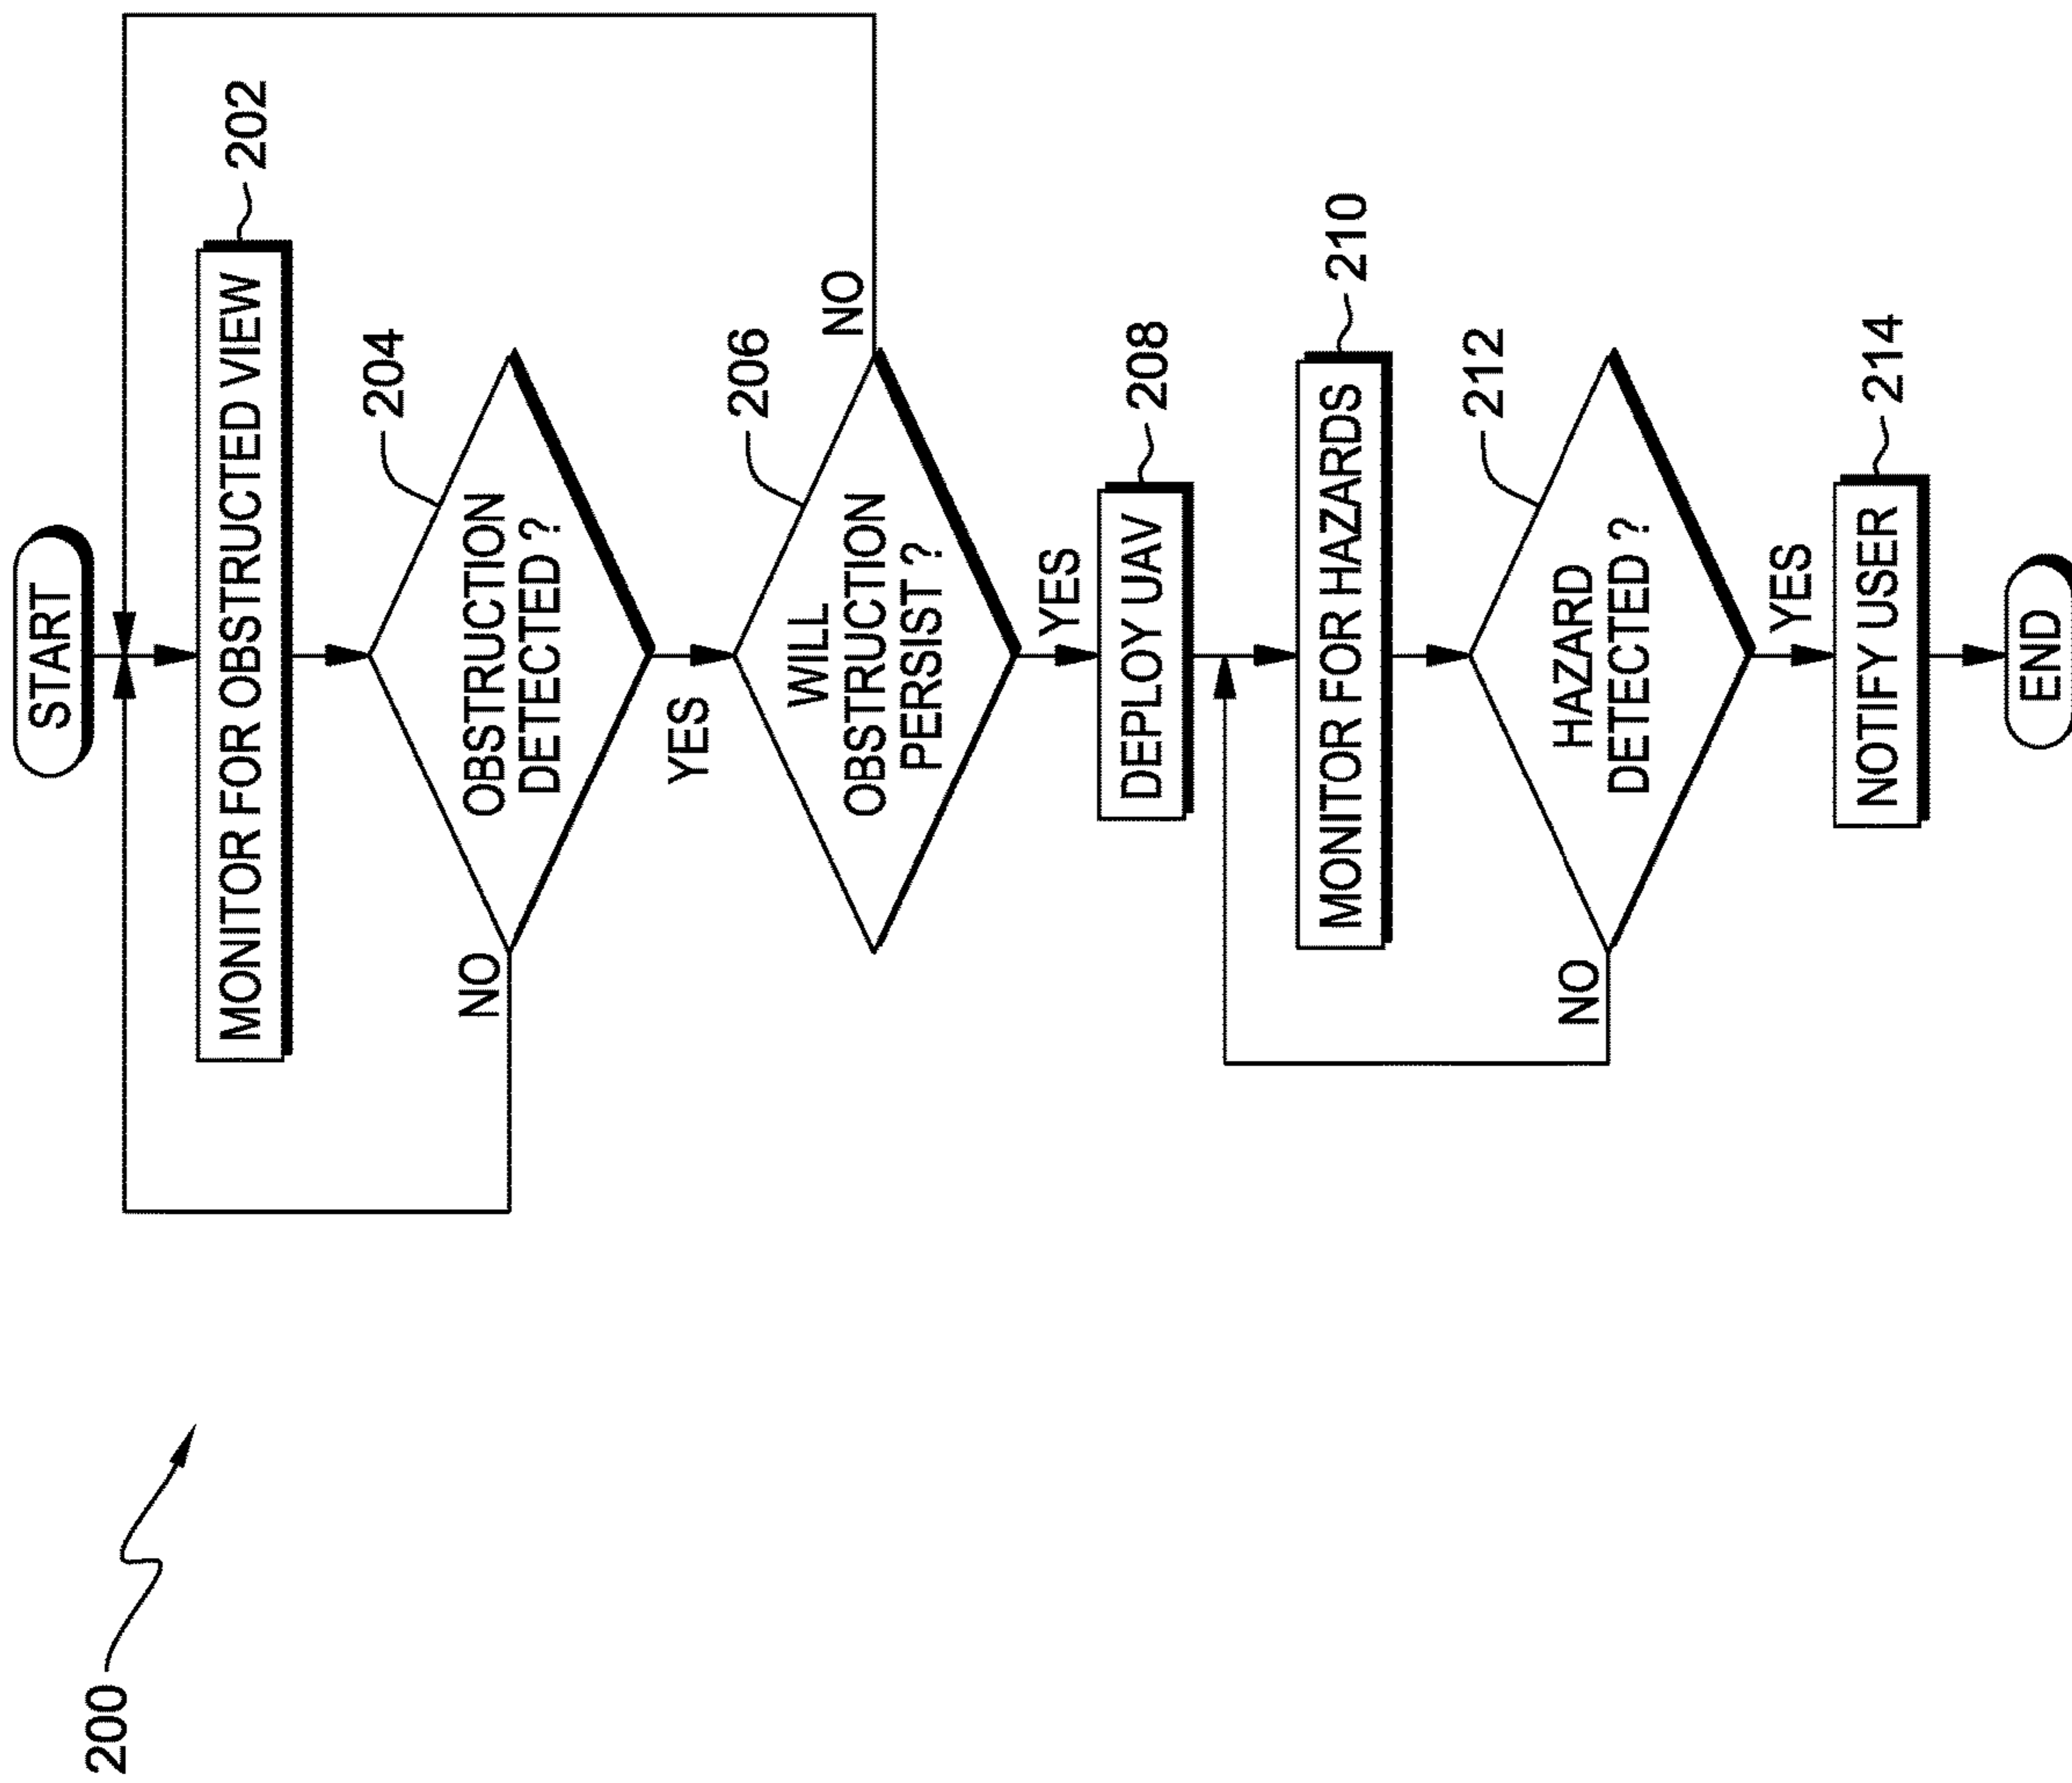 200
START
MONITOR FOR OBSTRUCTED VIEW
202
204
OBSTRUCTION
DETECTED ?
NO
YES
206
WILL
OBSTRUCTION
PERSIST ?
NO
YES
DEPLOY UAV
208
MONITOR FOR HAZARDS
210
212
HAZARD
DETECTED ?
NO
YES
NOTIFY USER
214
END